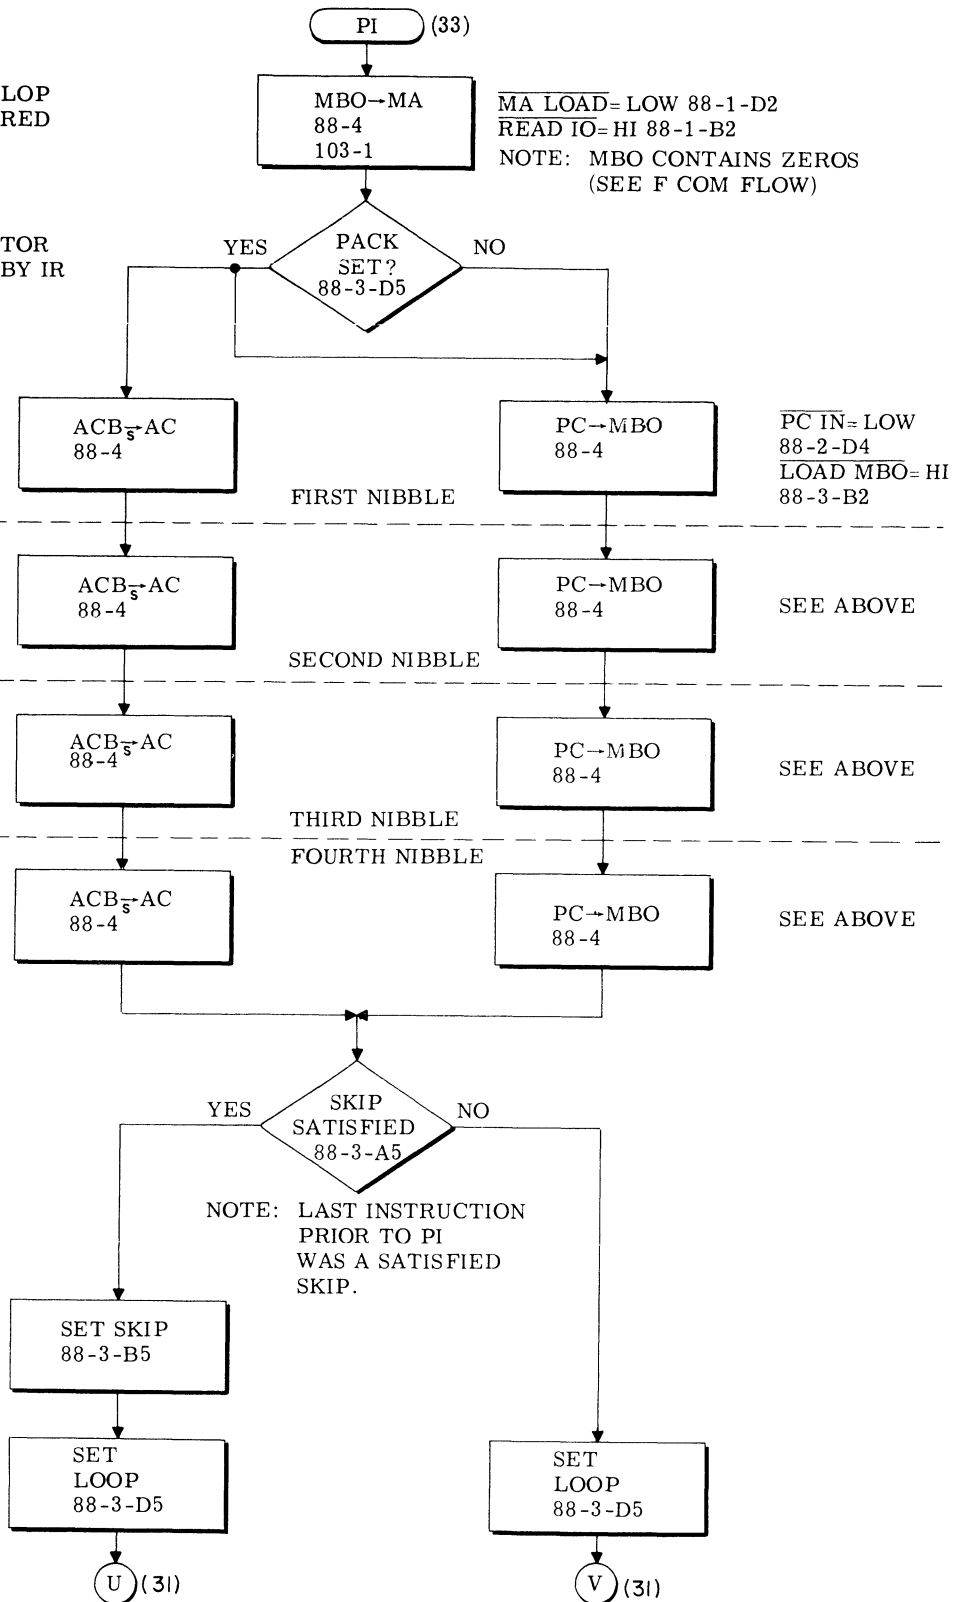 PI (33)
LOP
RED
MBO→MA
88-4
103-1
MA LOAD=LOW 88-1-D2
READ IO=HI 88-1-B2
NOTE: MBO CONTAINS ZEROS
(SEE F COM FLOW)
TOR
BY IR
YES
PACK
SET?
88-3-D5
NO
ACB→S AC
88-4
PC→MBO
88-4
PC IN=LOW
88-2-D4
LOAD MBO=HI
88-3-B2
FIRST NIBBLE
ACB→S AC
88-4
PC→MBO
88-4
SEE ABOVE
SECOND NIBBLE
ACB→S AC
88-4
PC→MBO
88-4
SEE ABOVE
THIRD NIBBLE
FOURTH NIBBLE
ACB→S AC
88-4
PC→MBO
88-4
SEE ABOVE
YES
SKIP
SATISFIED
88-3-A5
NO
NOTE: LAST INSTRUCTION
PRIOR TO PI
WAS A SATISFIED
SKIP.
SET SKIP
88-3-B5
SET
LOOP
88-3-D5
SET
LOOP
88-3-D5
U (31)
V (31)